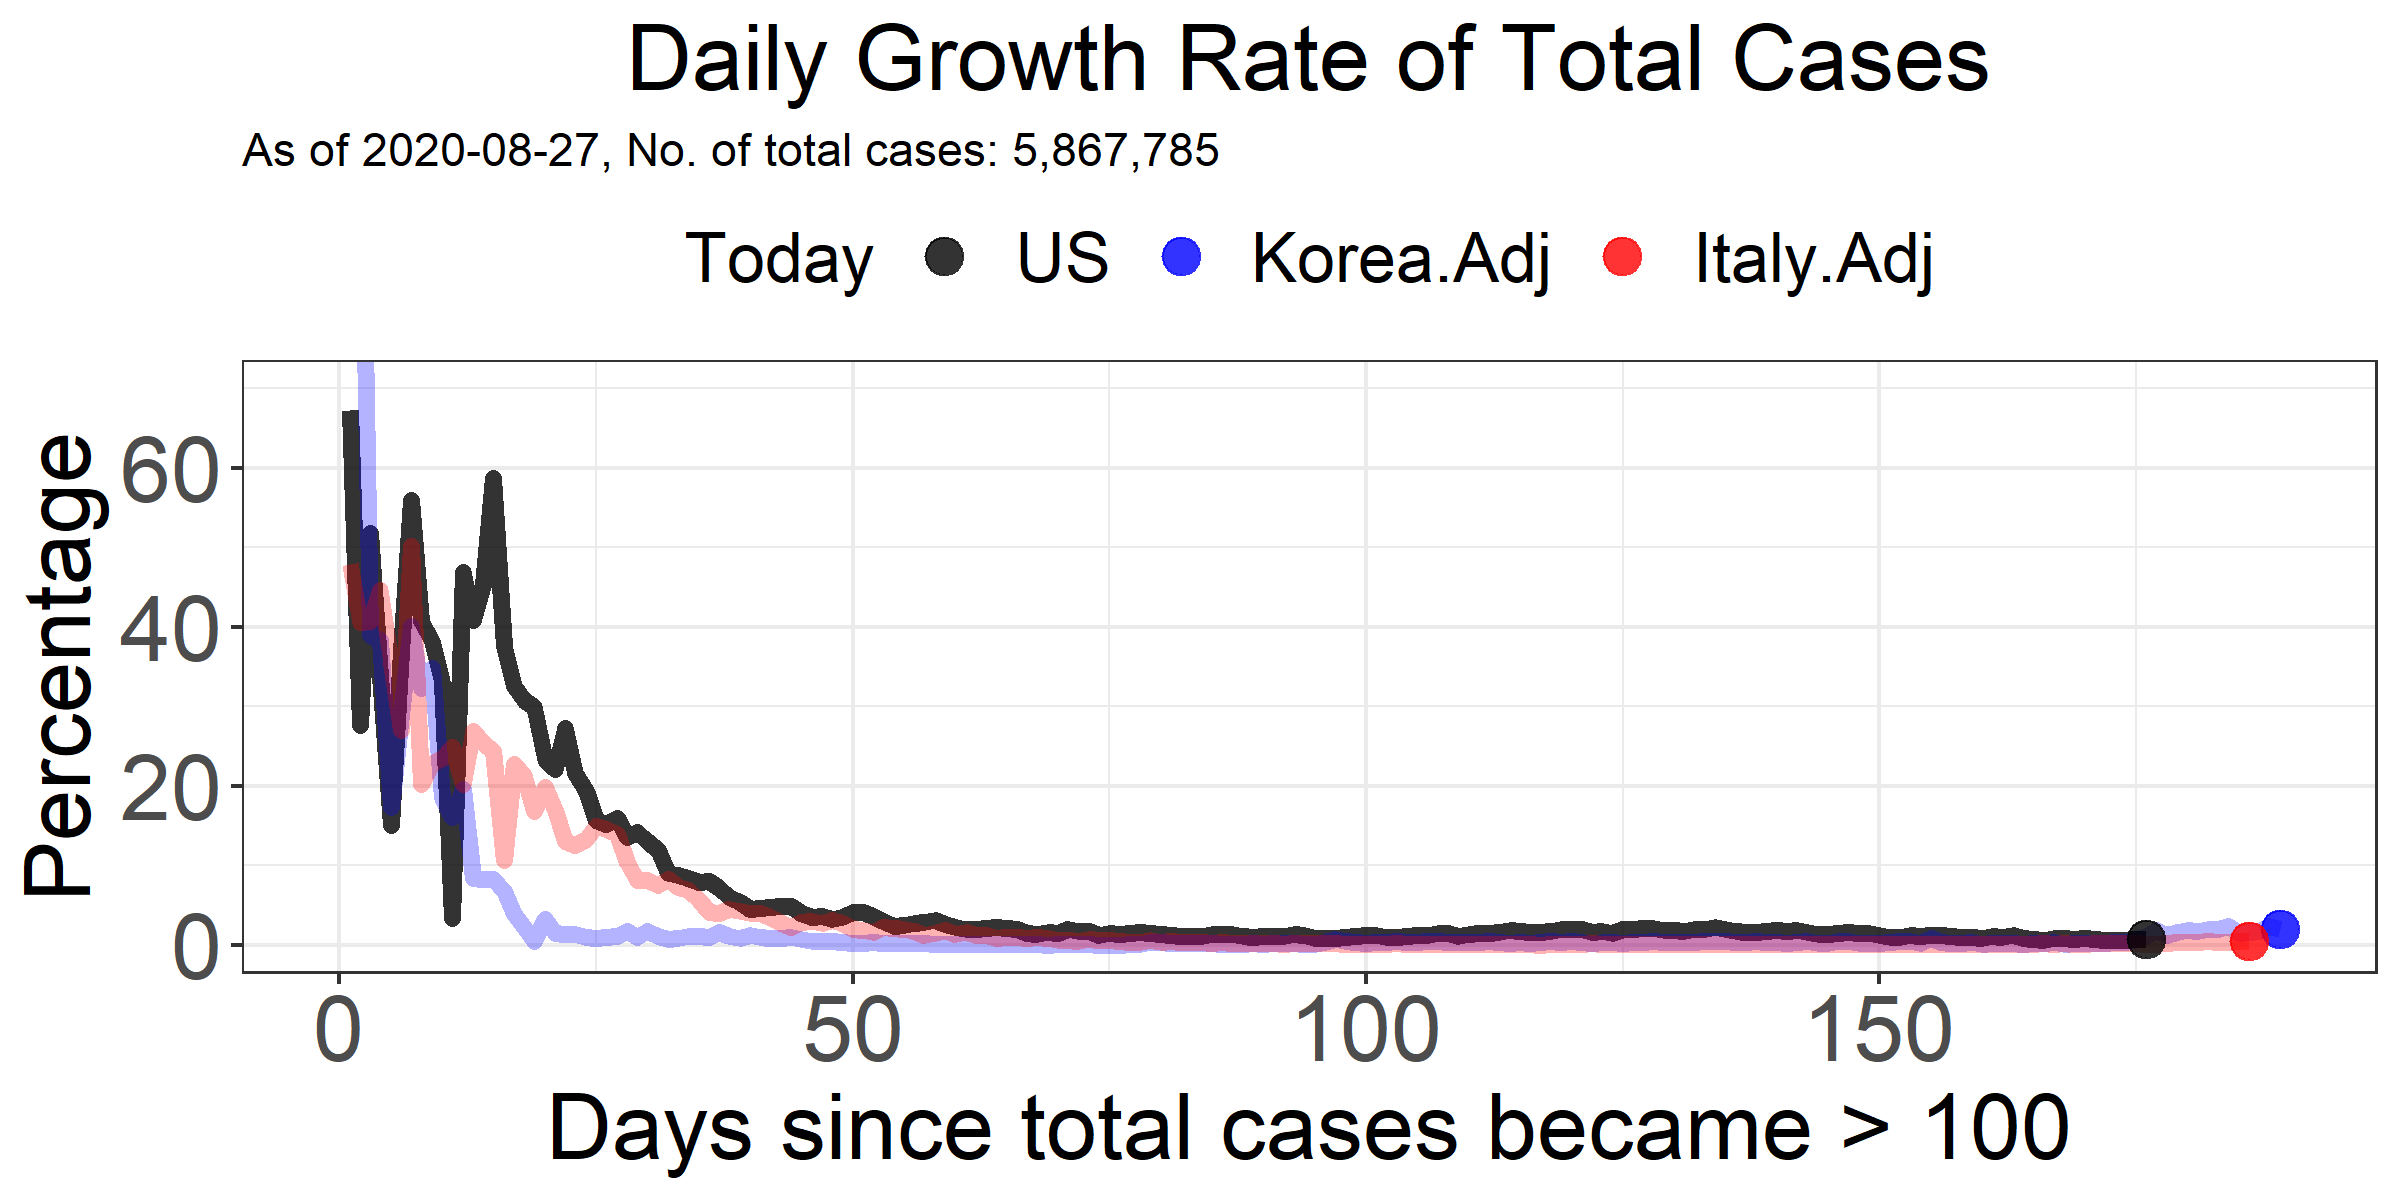 Daily Growth Rate of Total Cases
As of 2020-08-27, No. of total cases: 5,867,785
Today US Korea.Adj Italy.Adj
Percentage
60
40
20
0
0 50 100 150
Days since total cases became > 100